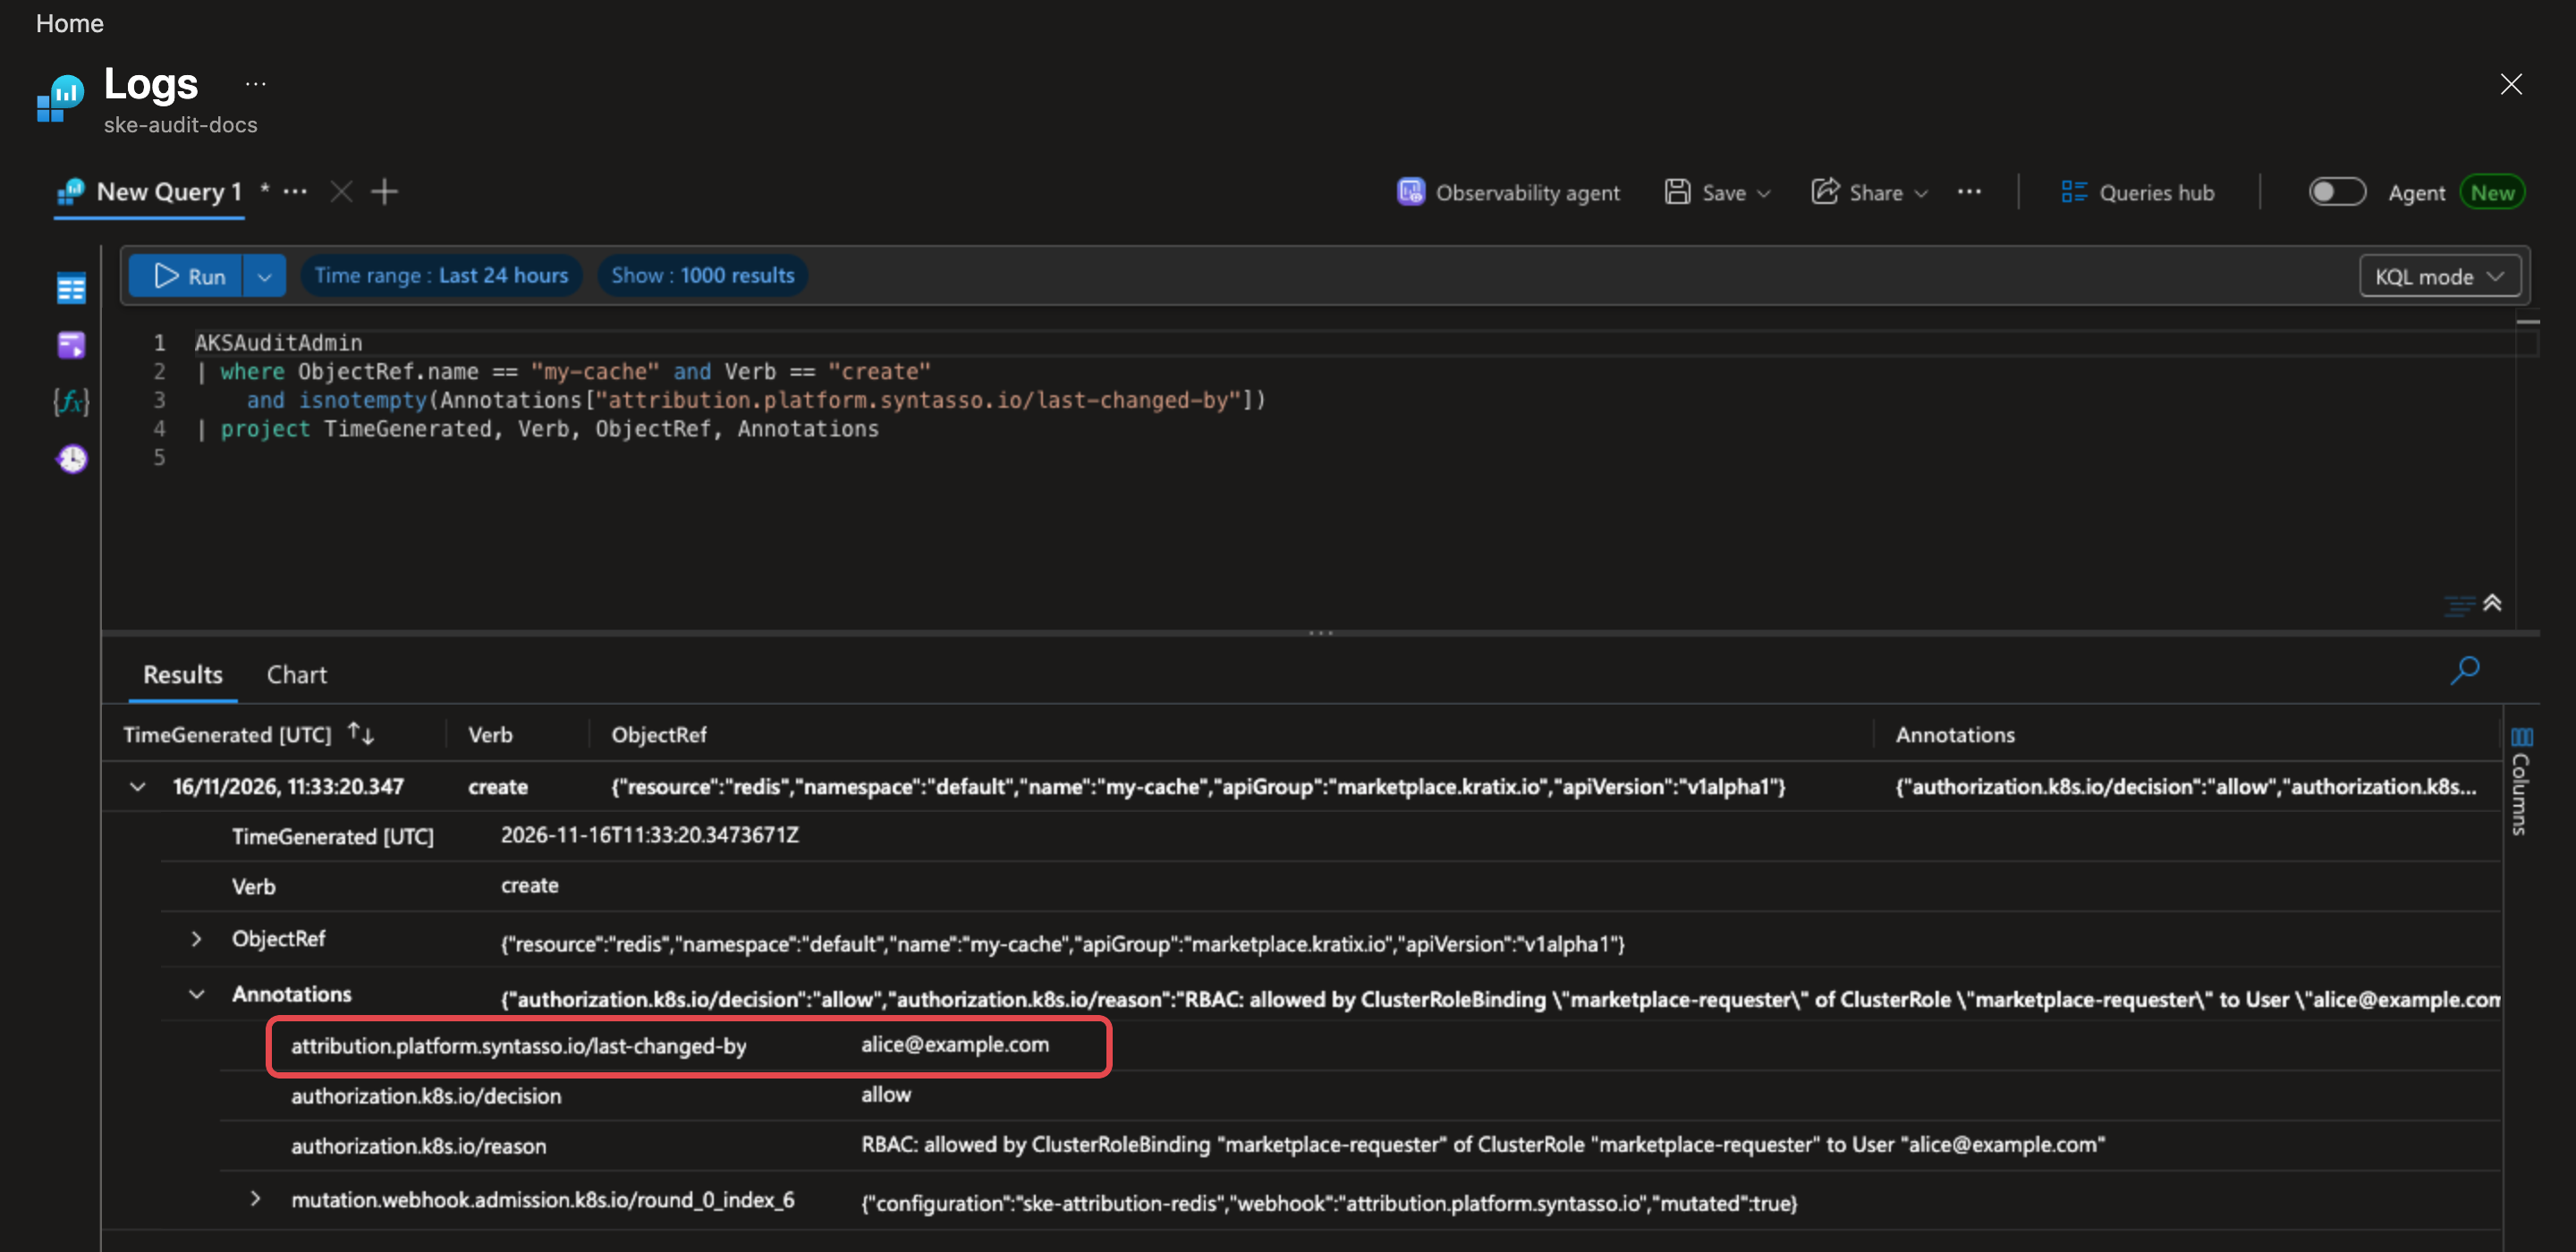 Home
Logs ...
ske-audit-docs
New Query 1 * ...
Observability agent
Save
Share
Queries hub
Agent
New
Run
Time range : Last 24 hours
Show : 1000 results
KQL mode
1 AKSAuditAdmin
2 | where ObjectRef.name == "my-cache" and Verb == "create"
3 and isnotempty(Annotations["attribution.platform.syntasso.io/last-changed-by"])
4 | project TimeGenerated, Verb, ObjectRef, Annotations
5
Results Chart
TimeGenerated [UTC] Verb ObjectRef Annotations
Columns
16/11/2026, 11:33:20.347 create {"resource":"redis","namespace":"default","name":"my-cache","apiGroup":"marketplace.kratix.io","apiVersion":"v1alpha1"} {"authorization.k8s.io/decision":"allow","authorization.k8s...
TimeGenerated [UTC] 2026-11-16T11:33:20.3473671Z
Verb create
ObjectRef {"resource":"redis","namespace":"default","name":"my-cache","apiGroup":"marketplace.kratix.io","apiVersion":"v1alpha1"}
Annotations {"authorization.k8s.io/decision":"allow","authorization.k8s.io/reason":"RBAC: allowed by ClusterRoleBinding \"marketplace-requester\" of ClusterRole \"marketplace-requester\" to User \"alice@example.com
attribution.platform.syntasso.io/last-changed-by alice@example.com
authorization.k8s.io/decision allow
authorization.k8s.io/reason RBAC: allowed by ClusterRoleBinding "marketplace-requester" of ClusterRole "marketplace-requester" to User "alice@example.com"
mutation.webhook.admission.k8s.io/round_0_index_6 {"configuration":"ske-attribution-redis","webhook":"attribution.platform.syntasso.io","mutated":true}